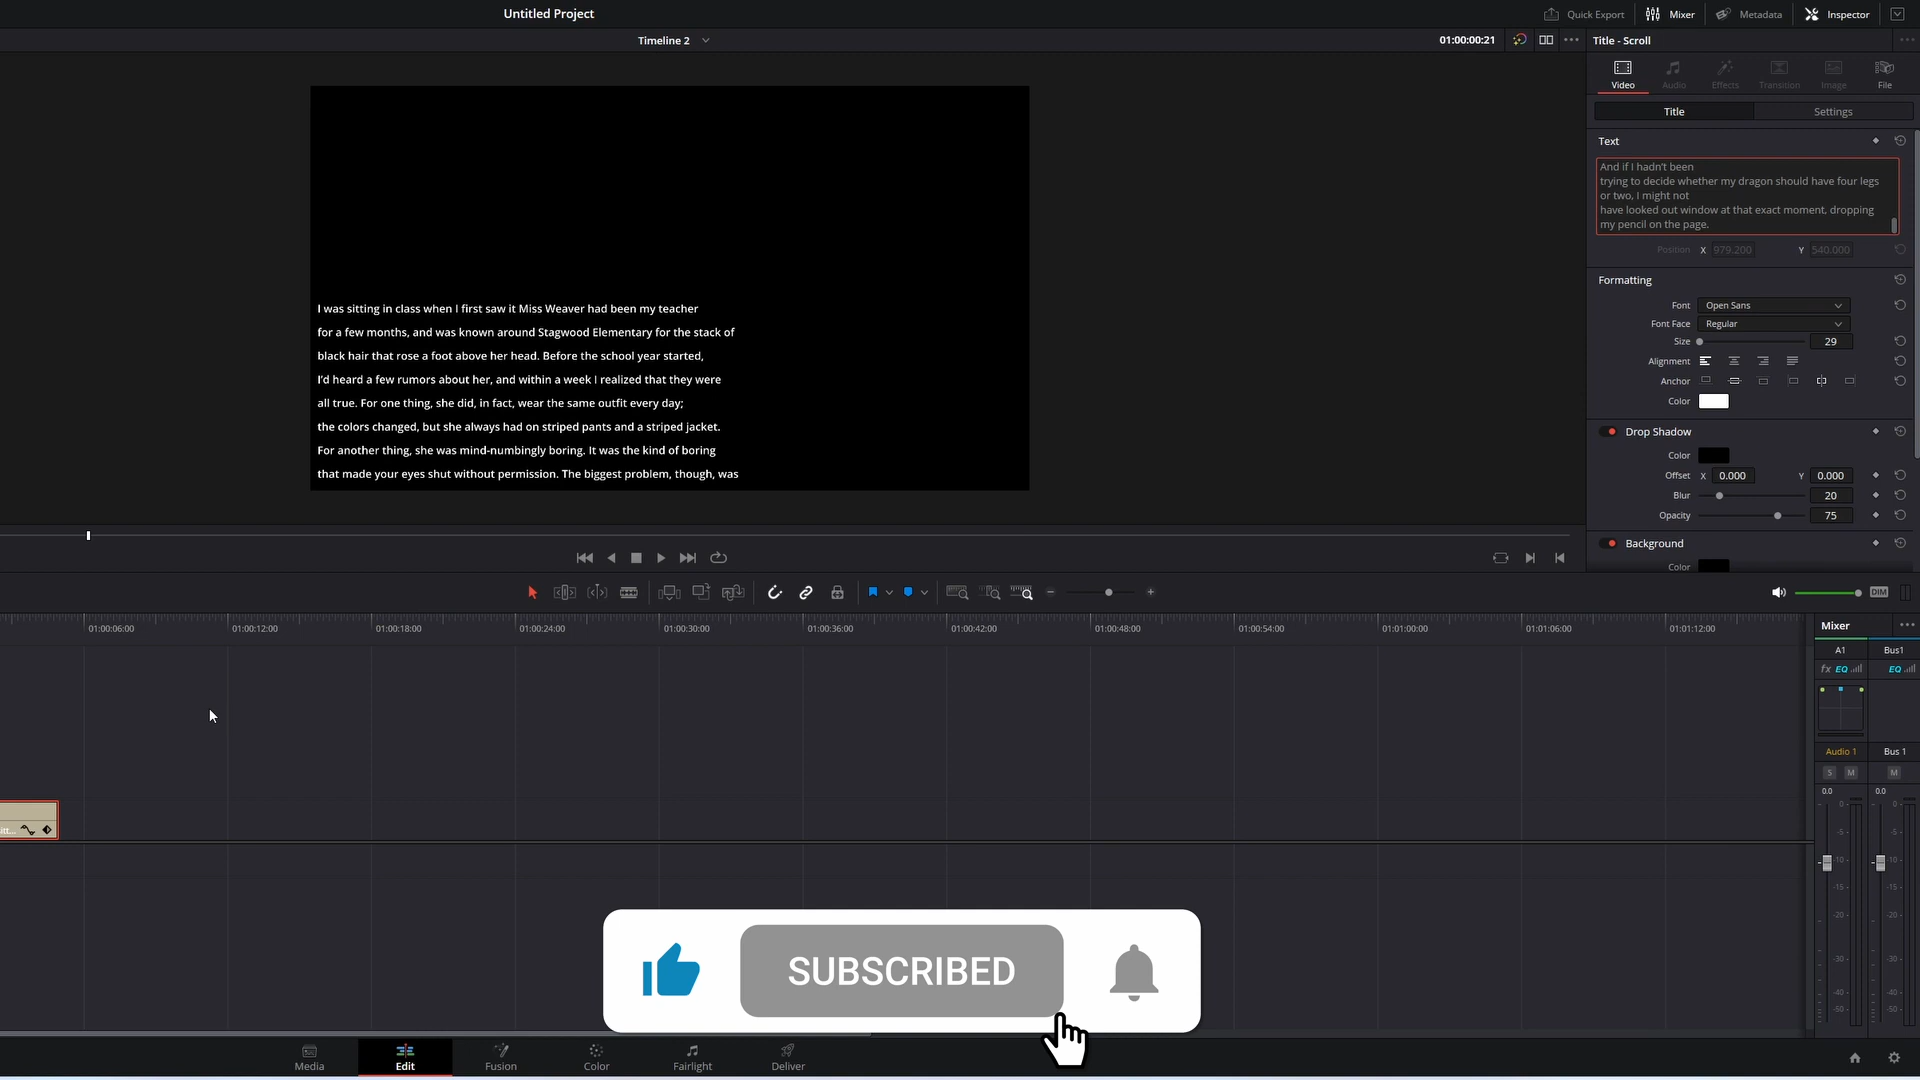 Untitled Project
Quick Export
Mixer
Metadata
Inspector
Timeline 2
01:00:00:21
Title - Scroll
Video
Audio
Effects
Transition
Image
File
Title
Settings
Text
And if I hadn't been
trying to decide whether my dragon should have four legs
or two, I might not
have looked out window at that exact moment, dropping
my pencil on the page.
Position X 979.200 Y 540.000
Formatting
Font Open Sans
Font Face Regular
Size 29
Alignment
Anchor
Color
Drop Shadow
Color
Offset X 0.000 Y 0.000
Blur 20
Opacity 75
Background
Color
I was sitting in class when I first saw it Miss Weaver had been my teacher
for a few months, and was known around Stagwood Elementary for the stack of
black hair that rose a foot above her head. Before the school year started,
I'd heard a few rumors about her, and within a week I realized that they were
all true. For one thing, she did, in fact, wear the same outfit every day;
the colors changed, but she always had on striped pants and a striped jacket.
For another thing, she was mind-numbingly boring. It was the kind of boring
that made your eyes shut without permission. The biggest problem, though, was
DIM
01:00:06:00
01:00:12:00
01:00:18:00
01:00:24:00
01:00:30:00
01:00:36:00
01:00:42:00
01:00:48:00
01:00:54:00
01:01:00:00
01:01:06:00
01:01:12:00
Mixer
A1 Bus1
fx EQ EQ
Audio 1 Bus 1
S M M
0.0 0.0
0 0
-5 -5
-10 -10
-15 -15
-20 -20
-30 -30
-40 -40
-50 -50
SUBSCRIBED
Media
Edit
Fusion
Color
Fairlight
Deliver